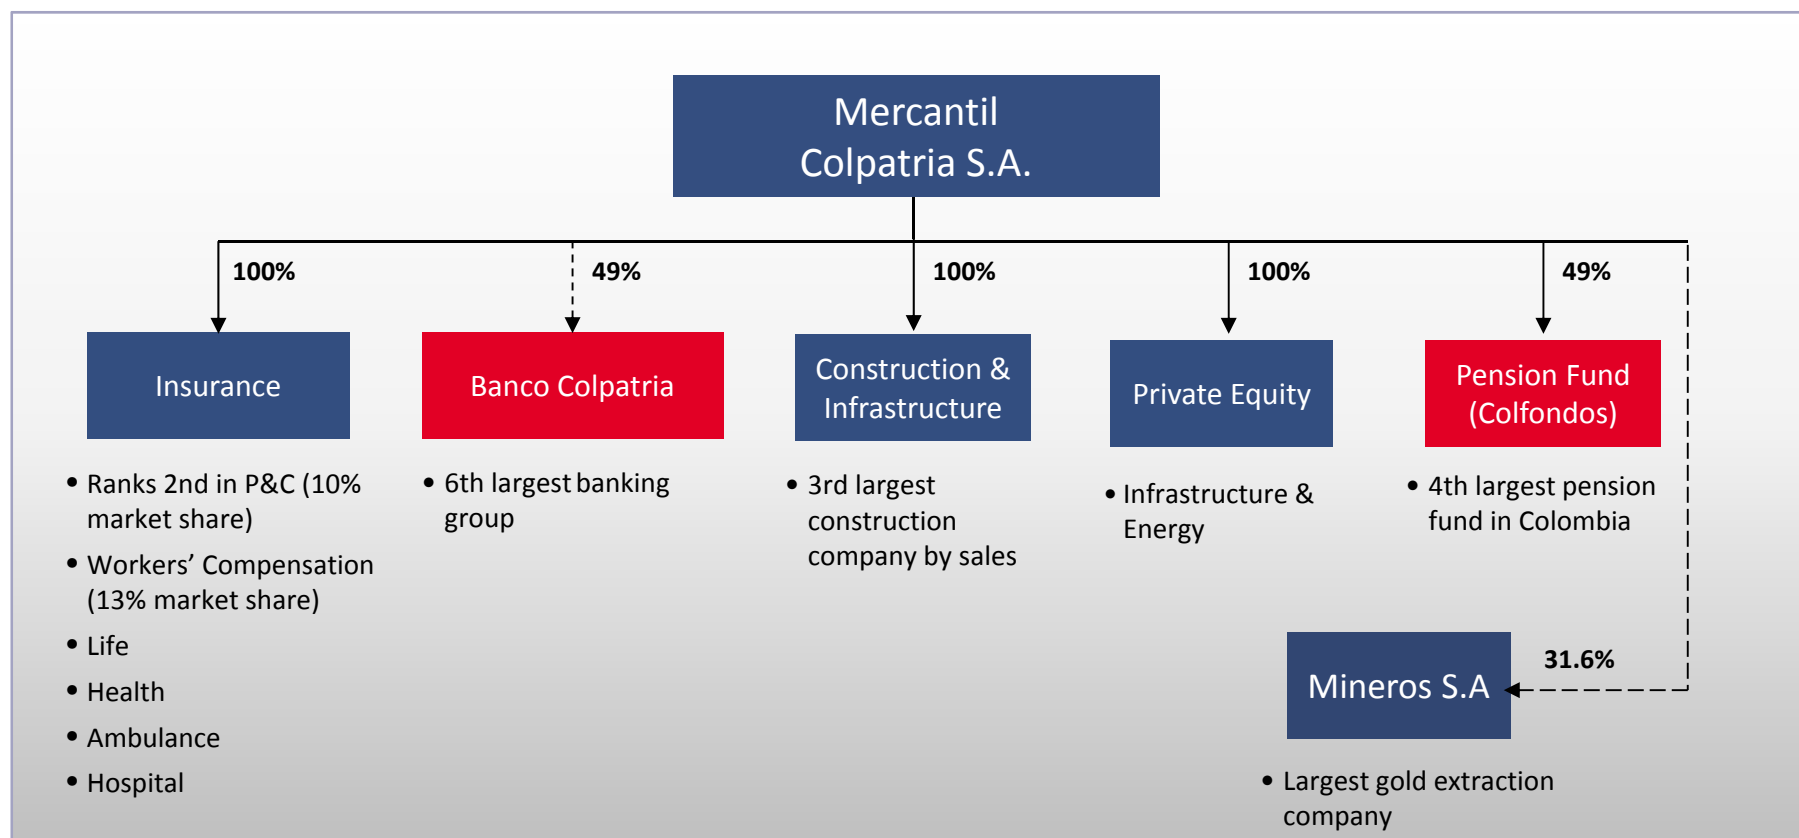 Mercantil
Colpatria S.A.
100%
49%
100%
100%
49%
Insurance
Banco Colpatria
Construction &
Infrastructure
Private Equity
Pension Fund
(Colfondos)
• Ranks 2nd in P&C (10%
market share)
• Workers’ Compensation
(13% market share)
• Life
• Health
• Ambulance
• Hospital
• 6th largest banking
group
• 3rd largest
construction
company by sales
• Infrastructure &
Energy
• 4th largest pension
fund in Colombia
31.6%
Mineros S.A
• Largest gold extraction
company